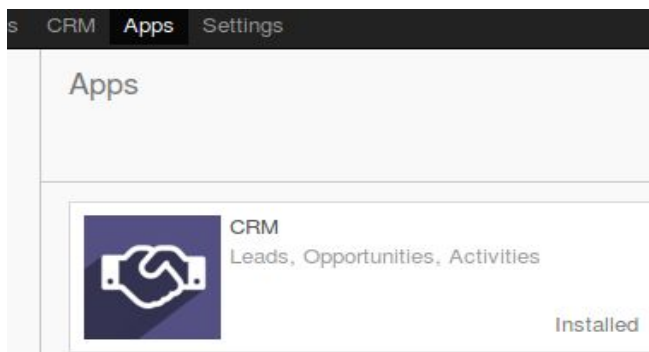 s CRM Apps Settings
Apps
CRM
Leads, Opportunities, Activities
Installed